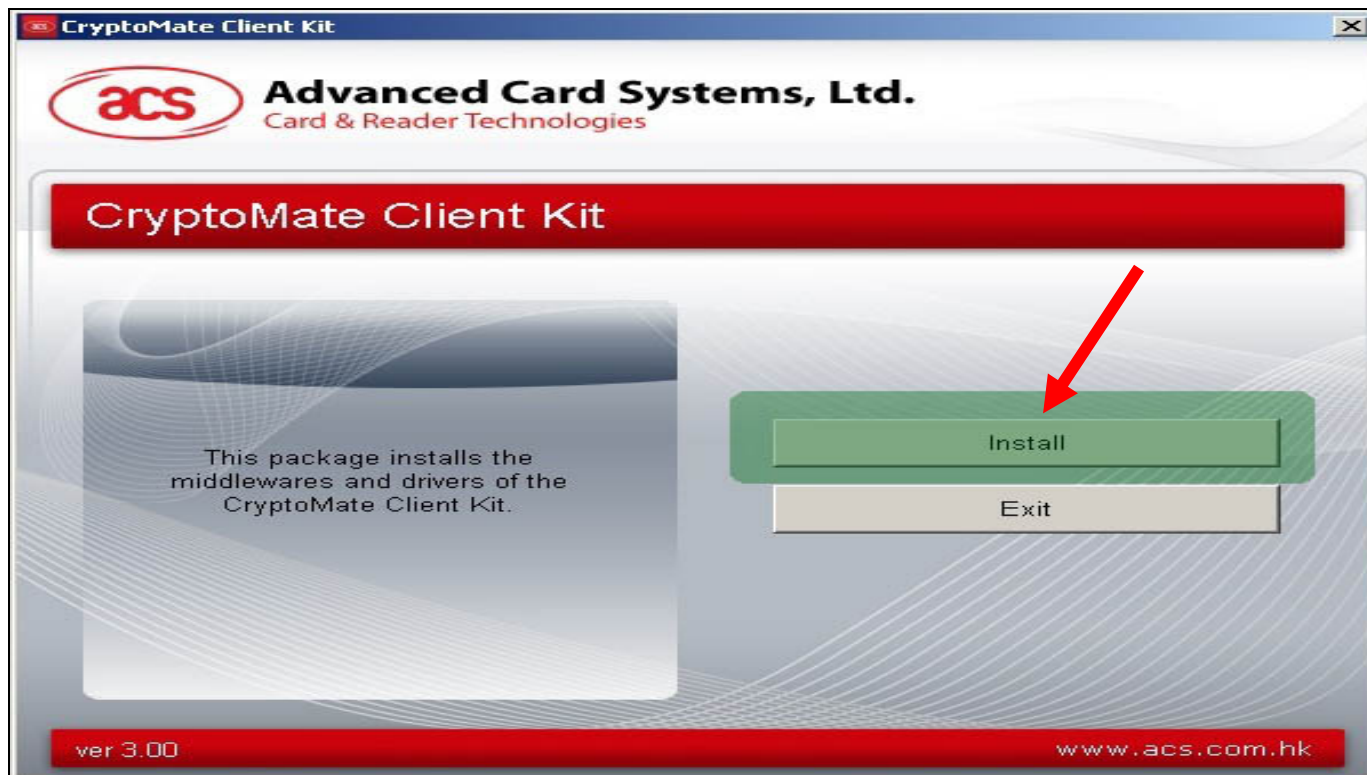 CryptoMate Client Kit
acs
Advanced Card Systems, Ltd.
Card & Reader Technologies
CryptoMate Client Kit
This package installs the
middlewares and drivers of the
CryptoMate Client Kit.
Install
Exit
ver 3.00
www.acs.com.hk